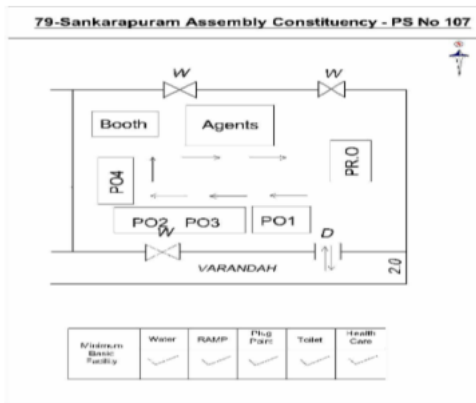 79-Sankarapuram Assembly Constituency - PS No 107
N
W W
Booth Agents
PO4 PR.O
PO2 PO3 PO1
W D
VARANDAH 2.0
Minimum Basic Facility Water RAMP Plug Point Toilet Health Care